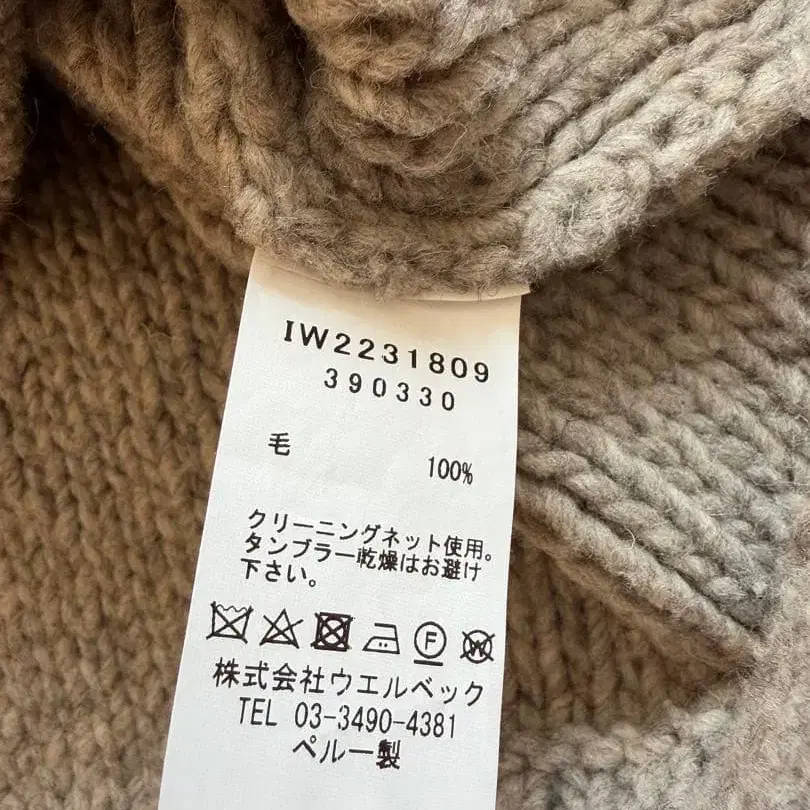 IW2231809
390330
毛 100%
クリーニングネット使用。
タンブラー乾燥はお避け
下さい。
F W
株式会社ウエルベック
TEL 03-3490-4381
ペルー製